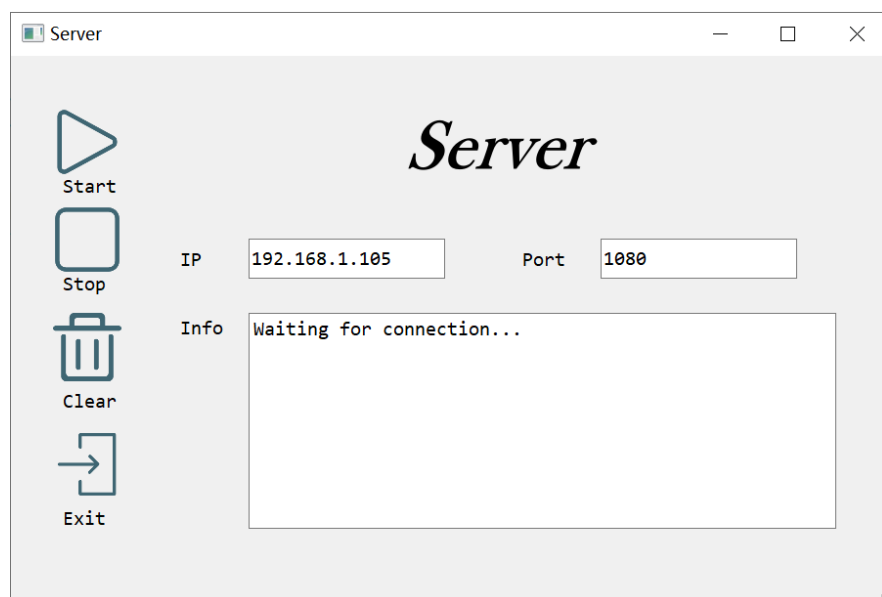 Server
Server
Start
Stop
IP 192.168.1.105 Port 1080
Info Waiting for connection...
Clear
Exit